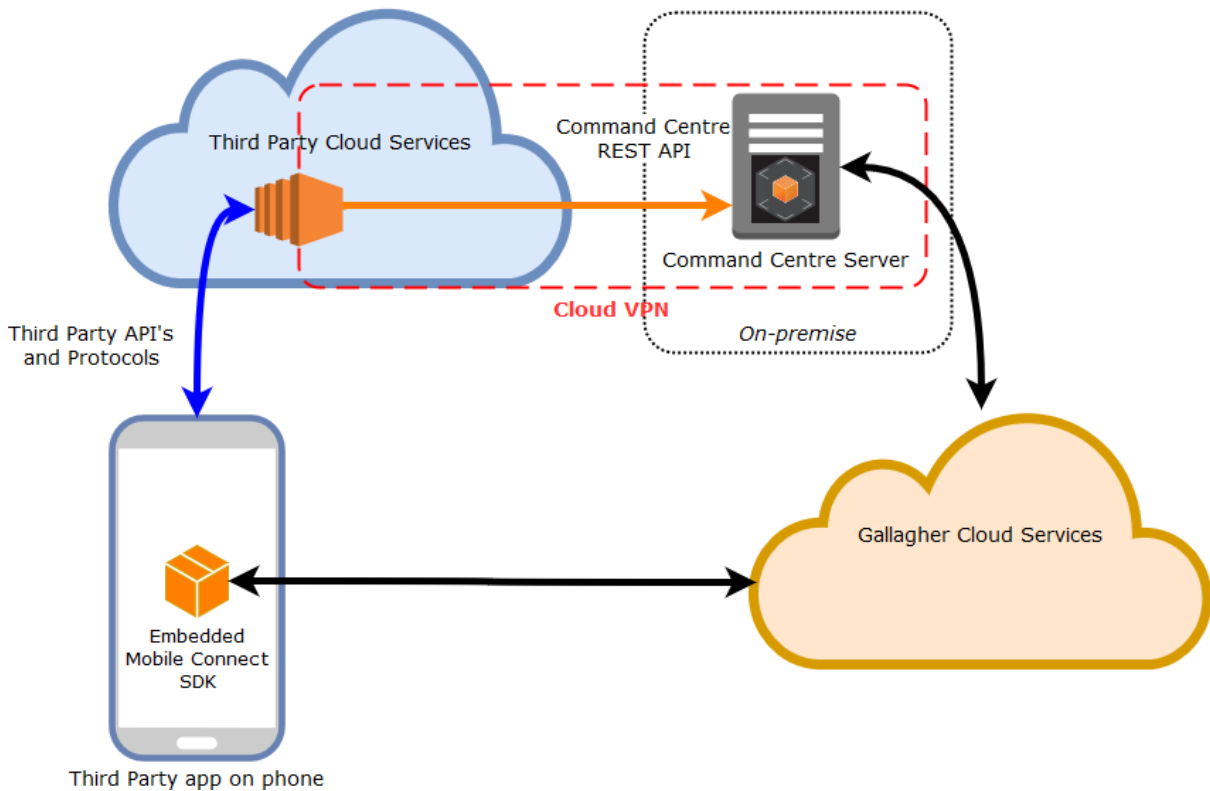 Third Party Cloud Services
Command Centre
REST API
Command Centre Server
Cloud VPN
On-premise
Third Party API's
and Protocols
Gallagher Cloud Services
Embedded
Mobile Connect
SDK
Third Party app on phone